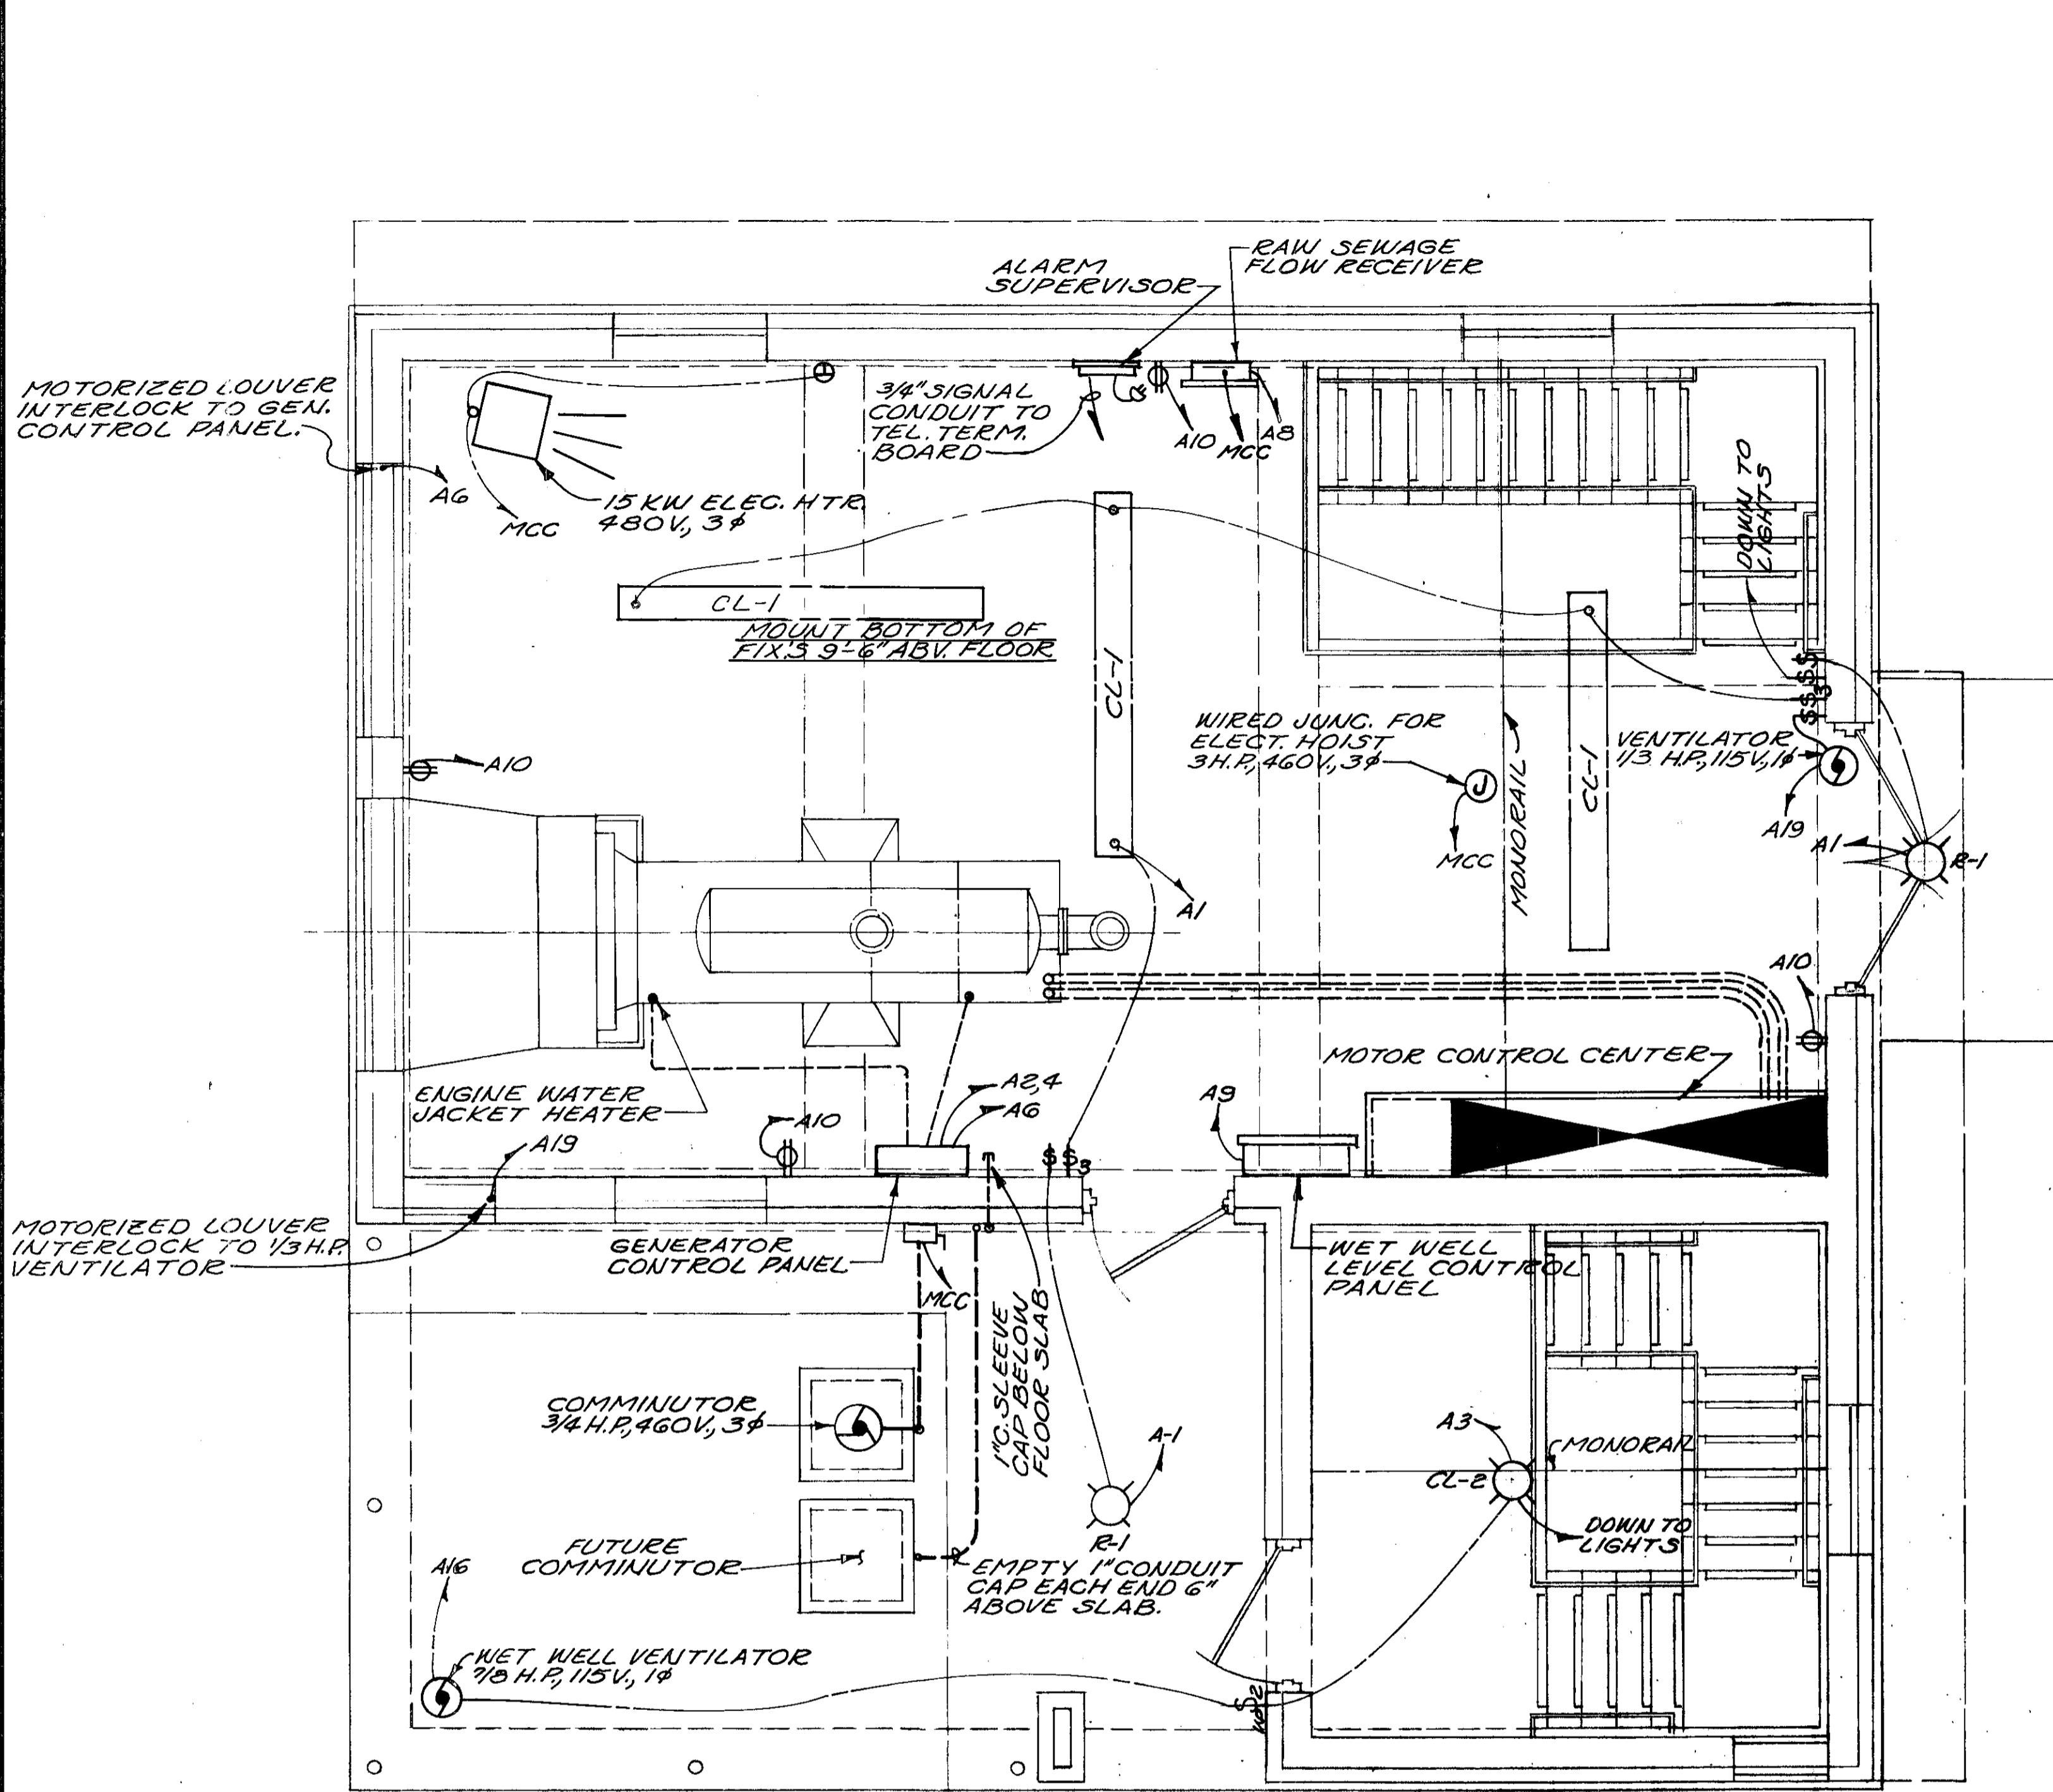 RAW SEWAGE
FLOW RECEIVER
ALARM
SUPERVISOR
MOTORIZED LOUVER
INTERLOCK TO GEN.
CONTROL PANEL.
3/4" SIGNAL
CONDUIT TO
TEL. TERM.
BOARD
A10
MCC
A8
A6
MCC
15 KW ELEC. HTR.
480V., 3ϕ
DOWN TO
LIGHTS
CL-1
MOUNT BOTTOM OF
FIX.'S 9'-6" ABV. FLOOR
CL-1
$
$
$
$3
WIRED JUNC. FOR
ELECT. HOIST
3 H.P., 460V., 3ϕ
J
MCC
MONORAIL
CL-1
VENTILATOR
1/3 H.P., 115V., 1ϕ
A19
A1
R-1
A10
A1
A10
MOTOR CONTROL CENTER
ENGINE WATER
JACKET HEATER
A2,4
A6
A9
A10
A19
$ $3
MOTORIZED LOUVER
INTERLOCK TO 1/3 H.P.
VENTILATOR
GENERATOR
CONTROL PANEL
MCC
WET WELL
LEVEL CONTROL
PANEL
1"C. SLEEVE
CAP BELOW
FLOOR SLAB
COMMINUTOR
3/4 H.P., 460V., 3ϕ
A-1
R-1
A3
MONORAIL
CL-2
DOWN TO
LIGHTS
FUTURE
COMMINUTOR
EMPTY 1" CONDUIT
CAP EACH END 6"
ABOVE SLAB.
A16
WET WELL VENTILATOR
7/8 H.P., 115V., 1ϕ
$2